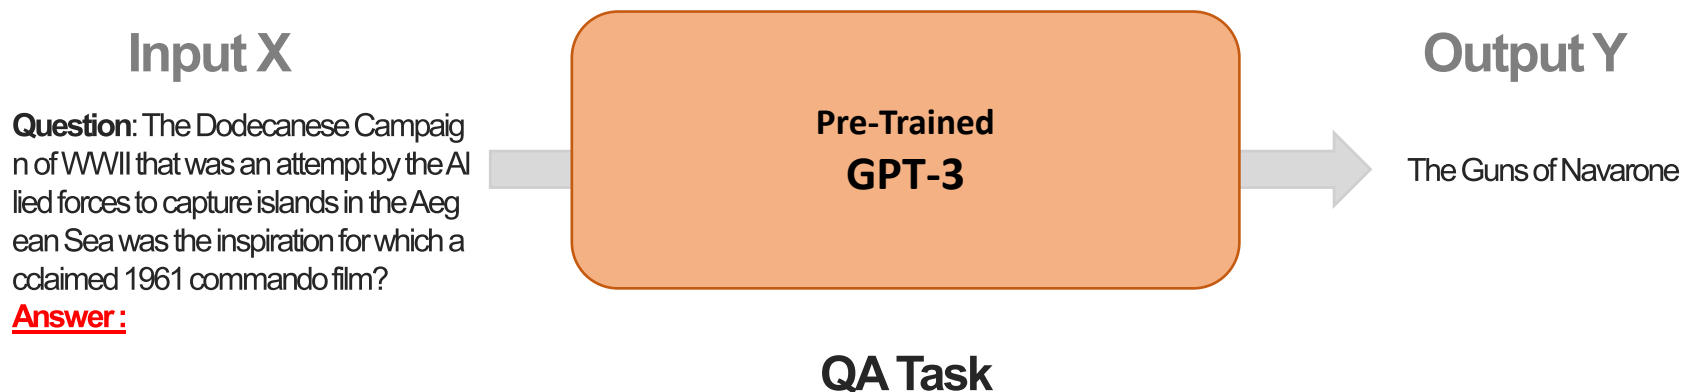 Input X
Question: The Dodecanese Campaig
n of WWII that was an attempt by the Al
lied forces to capture islands in the Aeg
ean Sea was the inspiration for which a
cclaimed 1961 commando film?
Answer :
Pre-Trained
GPT-3
Output Y
The Guns of Navarone
QA Task